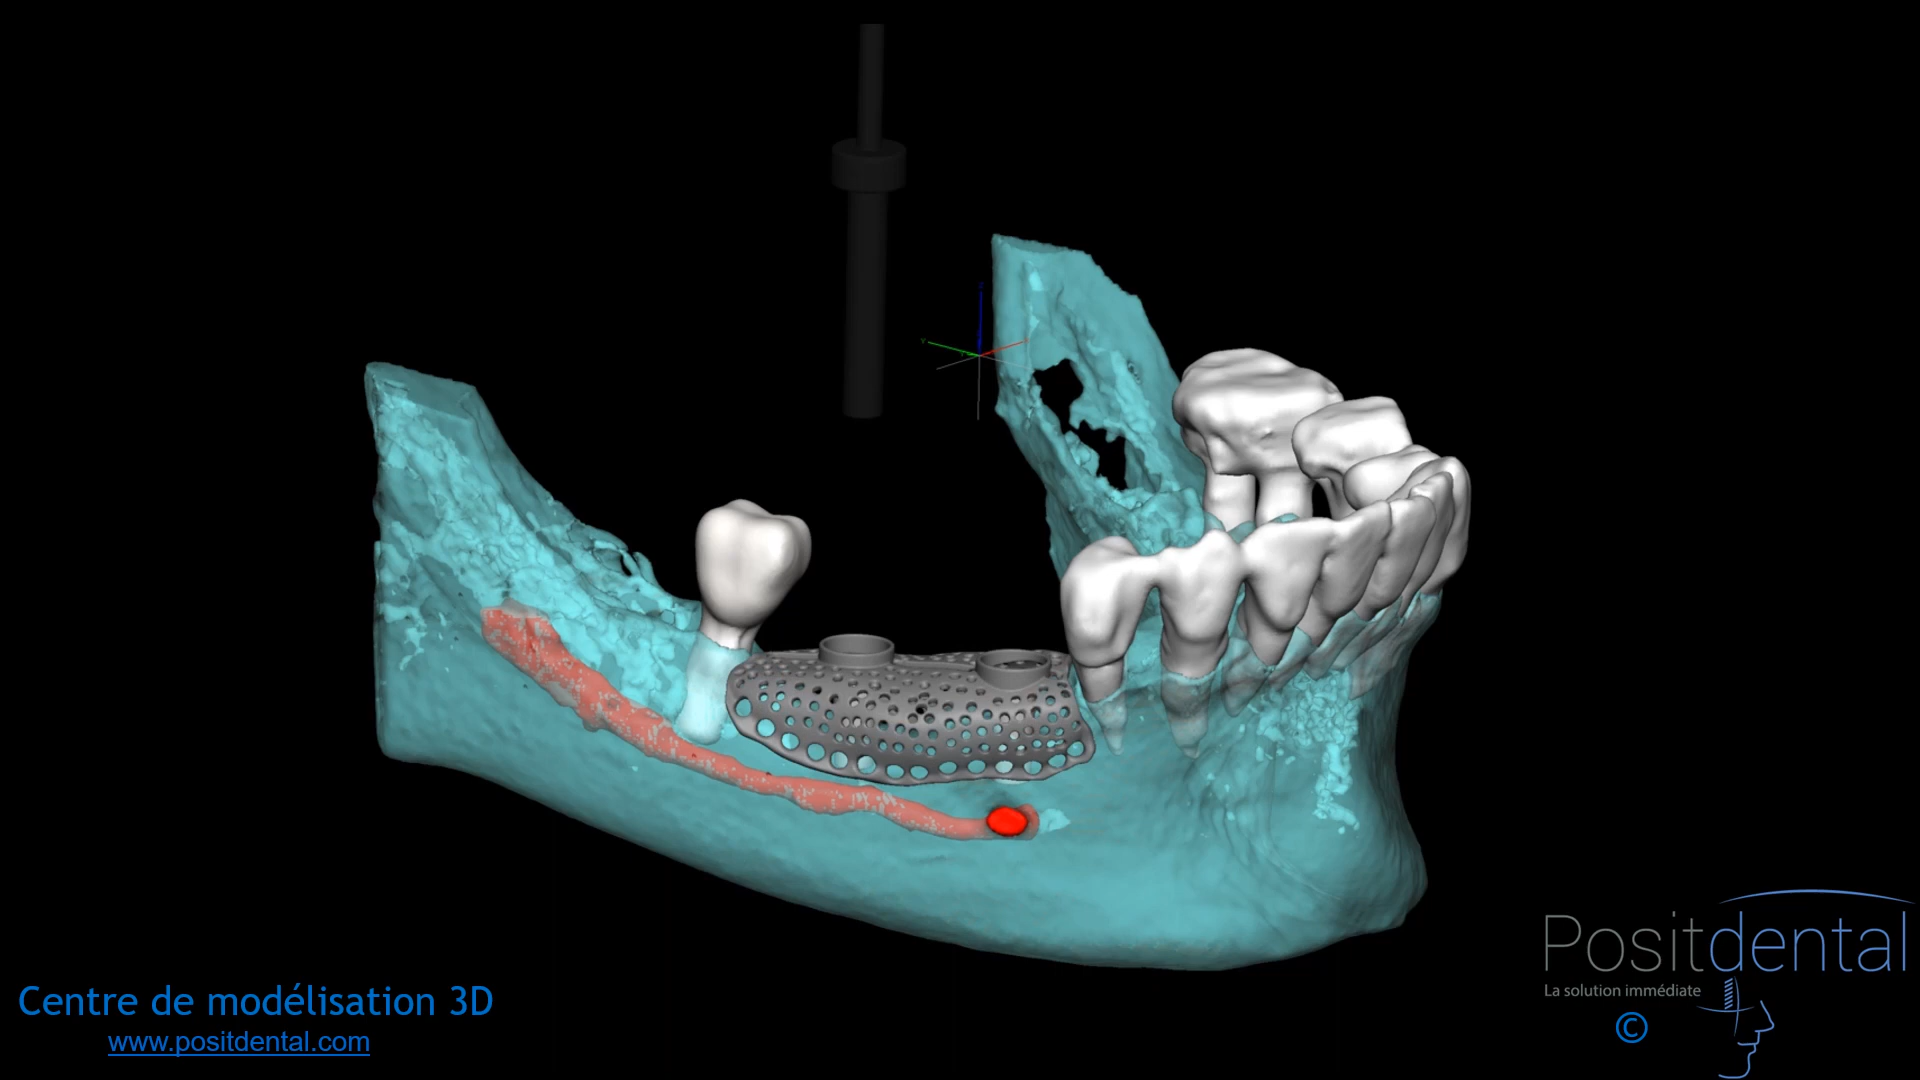 Centre de modélisation 3D
www.positdental.com
Positdental
La solution immédiate
©